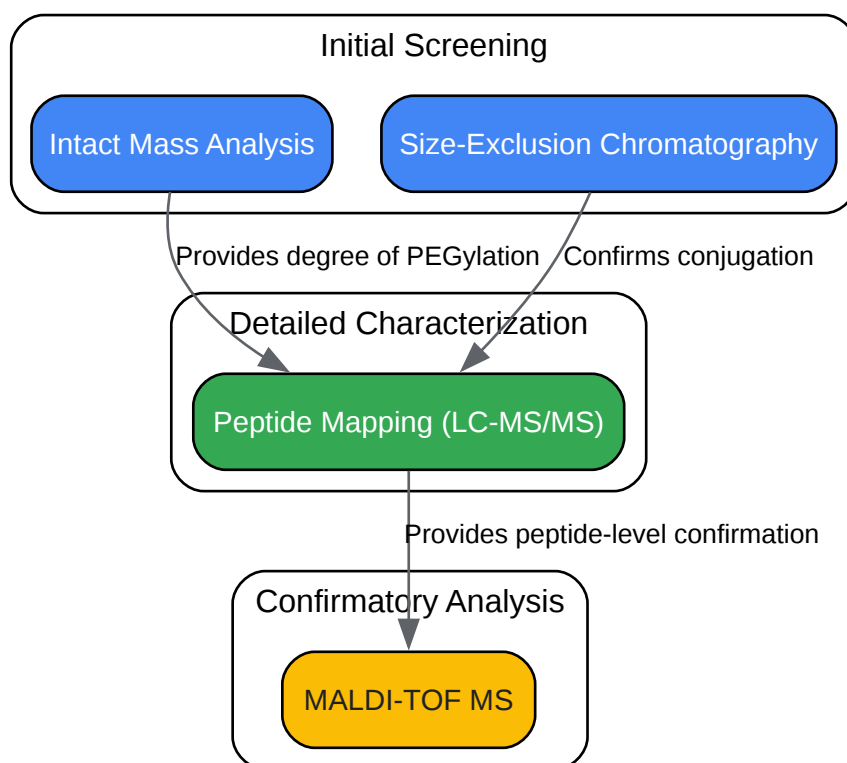 Initial Screening
Intact Mass Analysis
Size-Exclusion Chromatography
Provides degree of PEGylation
Confirms conjugation
Detailed Characterization
Peptide Mapping (LC-MS/MS)
Provides peptide-level confirmation
Confirmatory Analysis
MALDI-TOF MS